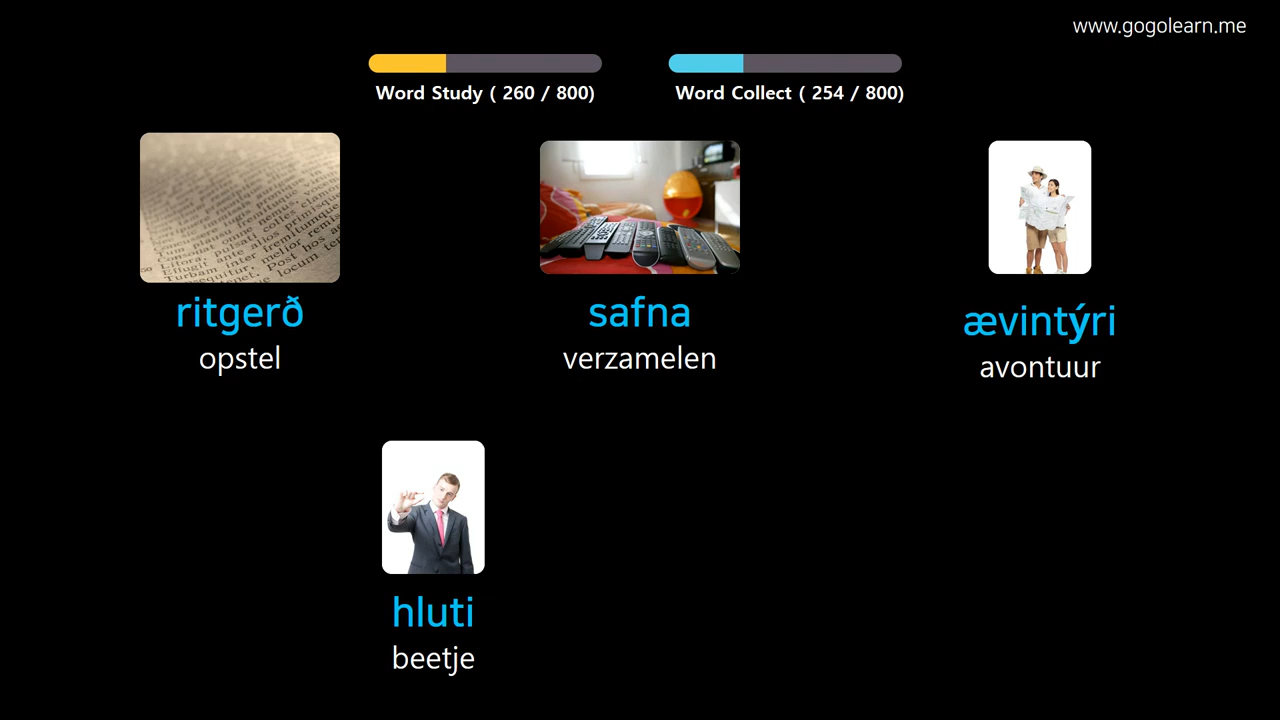 www.gogolearn.me
Word Study ( 260 / 800)
Word Collect ( 254 / 800)
ritgerð
opstel
safna
verzamelen
ævintýri
avontuur
hluti
beetje